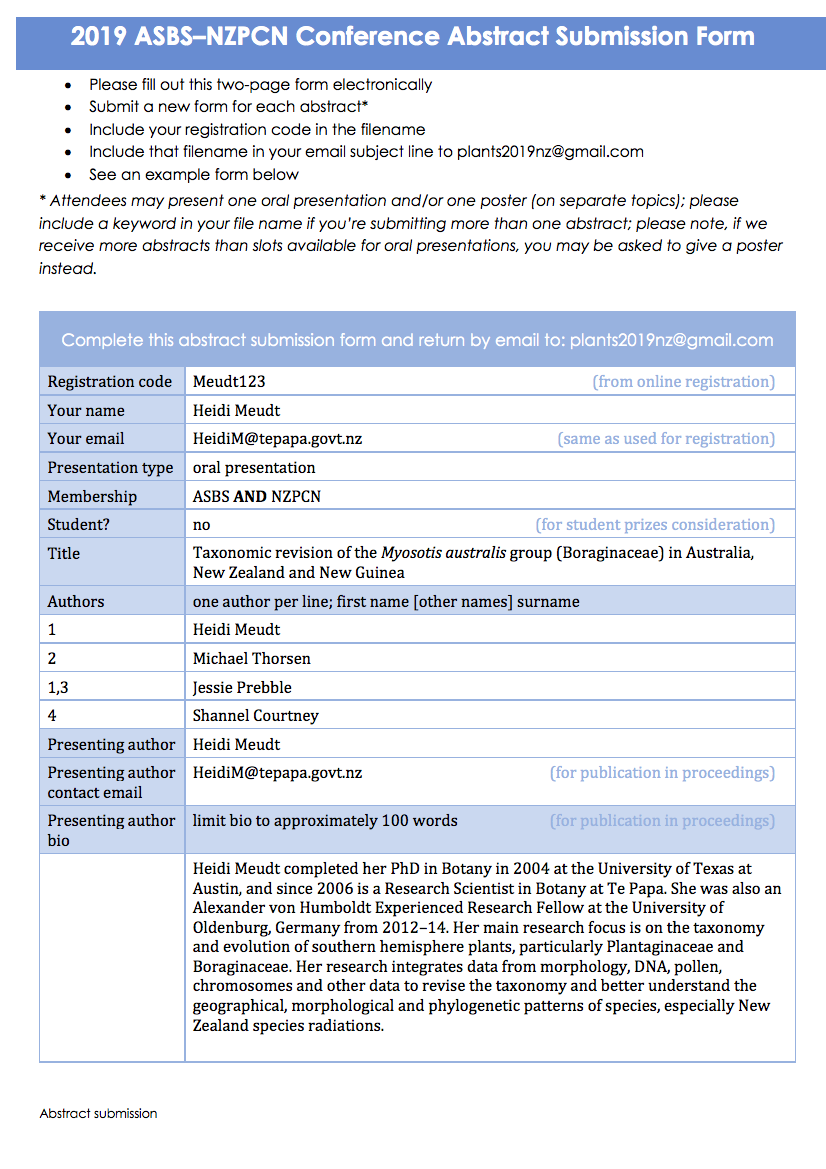 2019 ASBS–NZPCN Conference Abstract Submission Form
• Please fill out this two-page form electronically
• Submit a new form for each abstract*
• Include your registration code in the filename
• Include that filename in your email subject line to plants2019nz@gmail.com
• See an example form below
* Attendees may present one oral presentation and/or one poster (on separate topics); please
include a keyword in your file name if you're submitting more than one abstract; please note, if we
receive more abstracts than slots available for oral presentations, you may be asked to give a poster
instead.
Complete this abstract submission form and return by email to: plants2019nz@gmail.com
Registration code Meudt123 (from online registration)
Your name Heidi Meudt
Your email HeidiM@tepapa.govt.nz (same as used for registration)
Presentation type oral presentation
Membership ASBS AND NZPCN
Student? no (for student prizes consideration)
Title Taxonomic revision of the Myosotis australis group (Boraginaceae) in Australia,
New Zealand and New Guinea
Authors one author per line; first name [other names] surname
1 Heidi Meudt
2 Michael Thorsen
1,3 Jessie Prebble
4 Shannel Courtney
Presenting author Heidi Meudt
Presenting author HeidiM@tepapa.govt.nz (for publication in proceedings)
contact email
Presenting author limit bio to approximately 100 words (for publication in proceedings)
bio
Heidi Meudt completed her PhD in Botany in 2004 at the University of Texas at
Austin, and since 2006 is a Research Scientist in Botany at Te Papa. She was also an
Alexander von Humboldt Experienced Research Fellow at the University of
Oldenburg, Germany from 2012–14. Her main research focus is on the taxonomy
and evolution of southern hemisphere plants, particularly Plantaginaceae and
Boraginaceae. Her research integrates data from morphology, DNA, pollen,
chromosomes and other data to revise the taxonomy and better understand the
geographical, morphological and phylogenetic patterns of species, especially New
Zealand species radiations.
Abstract submission